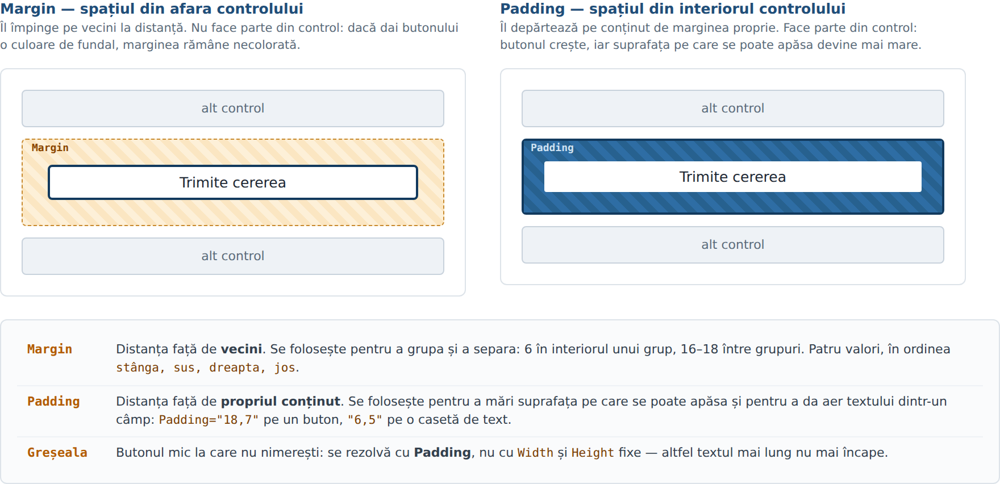 Margin — spațiul din afara controlului
Îl împinge pe vecini la distanță. Nu face parte din control: dacă dai butonului
o culoare de fundal, marginea rămâne necolorată.
alt control
Margin
Trimite cererea
alt control
Padding — spațiul din interiorul controlului
Îl depărtează pe conținut de marginea proprie. Face parte din control:
butonul crește, iar suprafața pe care se poate apăsa devine mai mare.
alt control
Padding
Trimite cererea
alt control
Margin
Distanța față de vecini. Se folosește pentru a grupa și a separa: 6 în interiorul unui grup, 16–18 între grupuri. Patru valori, în ordinea
stânga, sus, dreapta, jos.
Padding
Distanța față de propriul conținut. Se folosește pentru a mări suprafața pe care se poate apăsa și pentru a da aer textului dintr-un
câmp: Padding="18,7" pe un buton, "6,5" pe o casetă de text.
Greșeala
Butonul mic la care nu nimerești: se rezolvă cu Padding, nu cu Width și Height fixe — altfel textul mai lung nu mai încape.